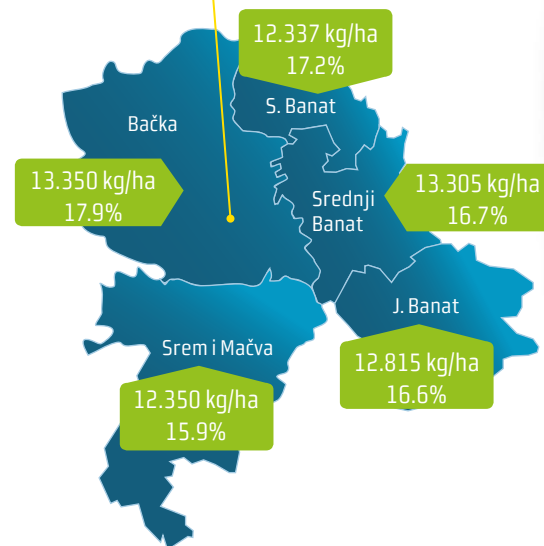 12.337 kg/ha
17.2%
S. Banat
Bačka
13.350 kg/ha
17.9%
Srednji
Banat
13.305 kg/ha
16.7%
J. Banat
12.815 kg/ha
16.6%
Srem i Mačva
12.350 kg/ha
15.9%